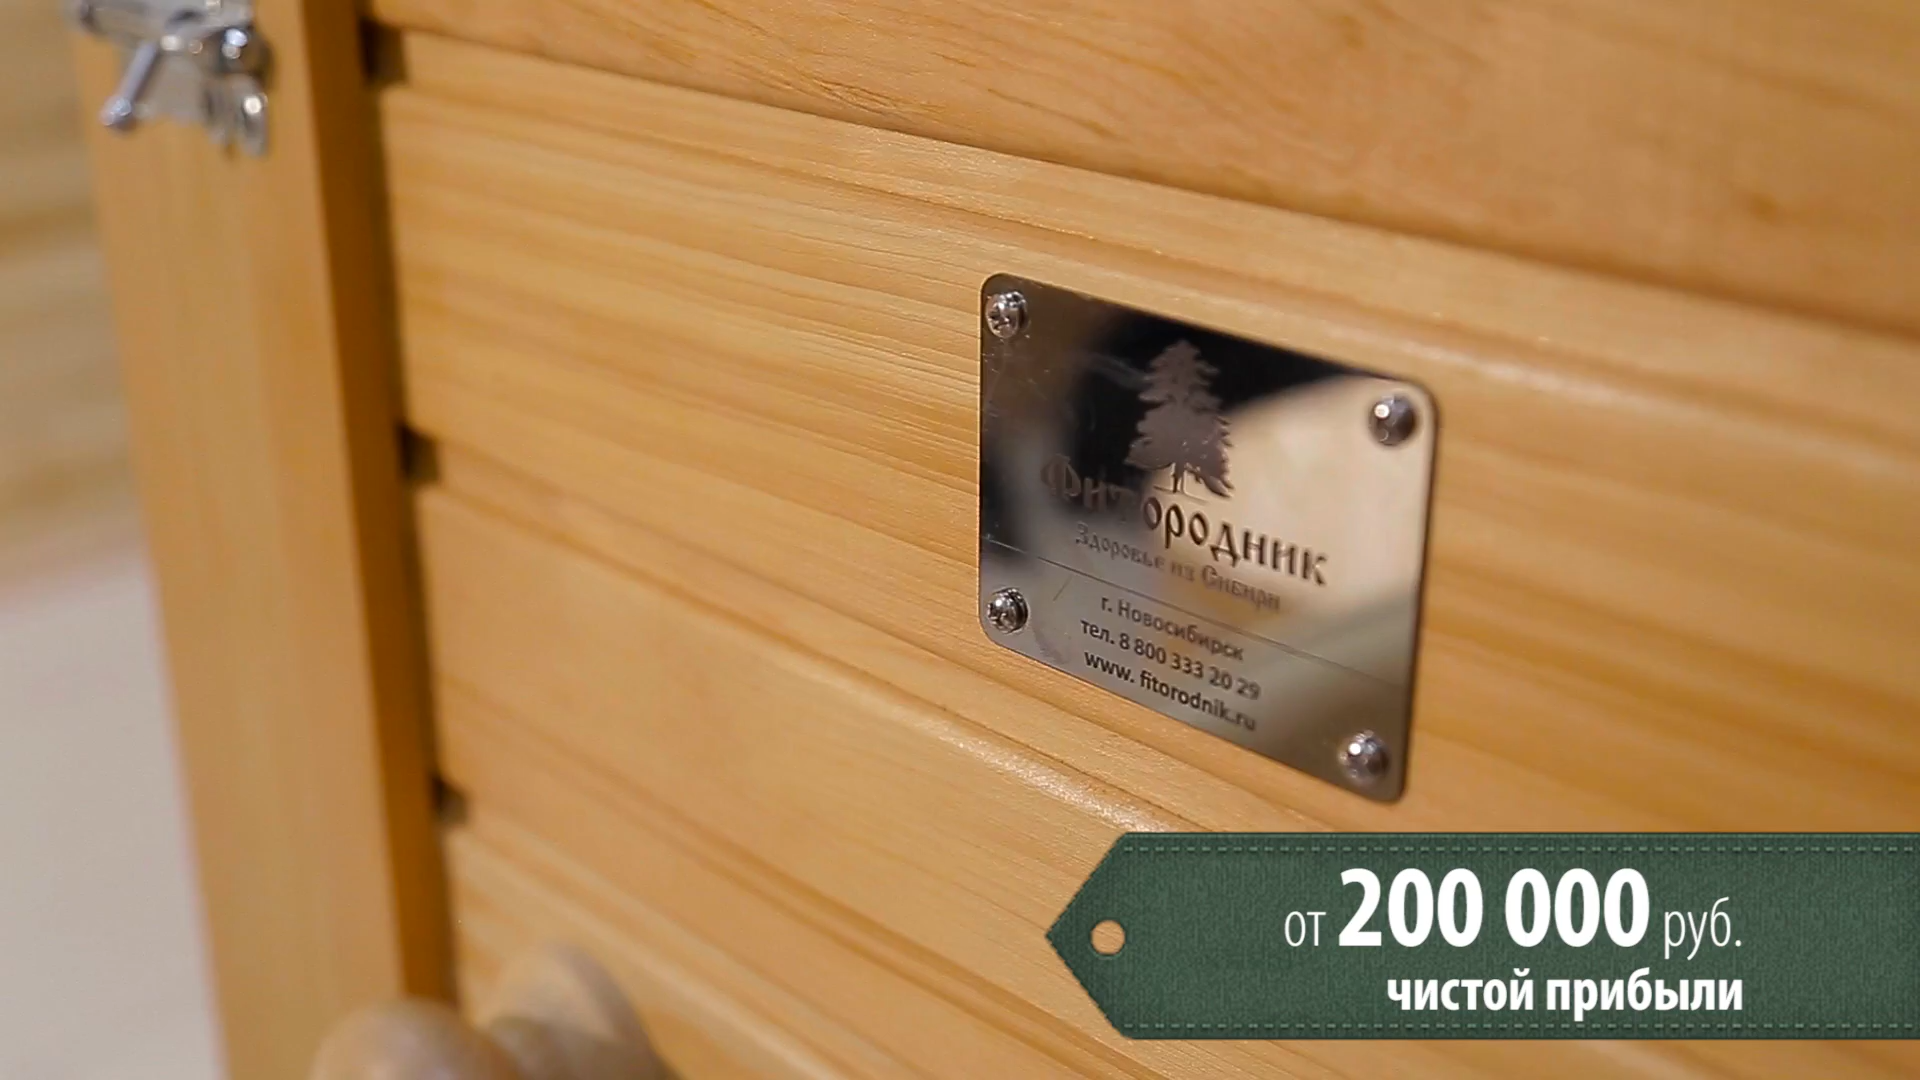 Фитородник
Здоровье из Сибири
г. Новосибирск
тел. 8 800 333 20 29
www. fitorodnik.ru
от 200 000 руб.
чистой прибыли